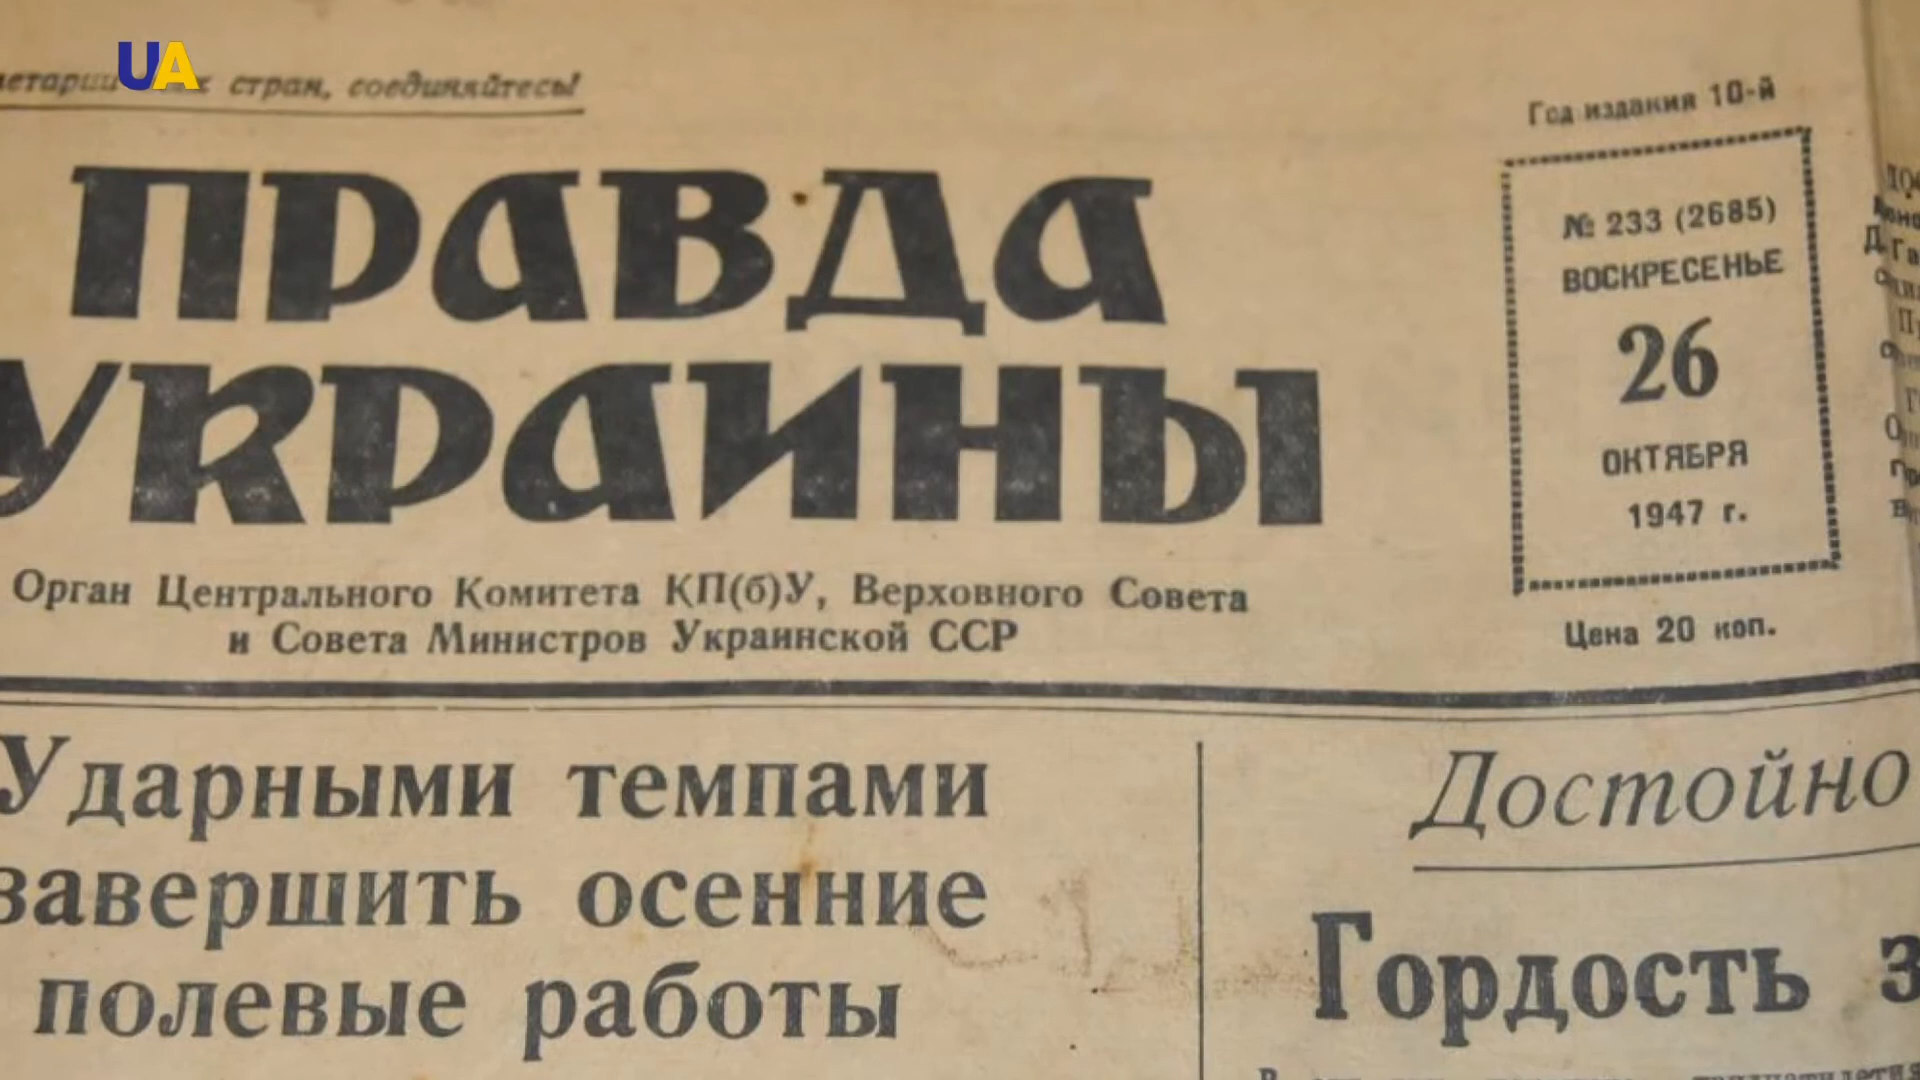 UA
стран, соединяйтесь!
Год издания 10-й
ПРАВДА
УКРАИНЫ
№ 233 (2685)
ВОСКРЕСЕНЬЕ
26
ОКТЯБРЯ
1947 г.
Орган Центрального Комитета КП(б)У, Верховного Совета
и Совета Министров Украинской ССР
Цена 20 коп.
Ударными темпами
завершить осенние
полевые работы
Достойно
Гордость